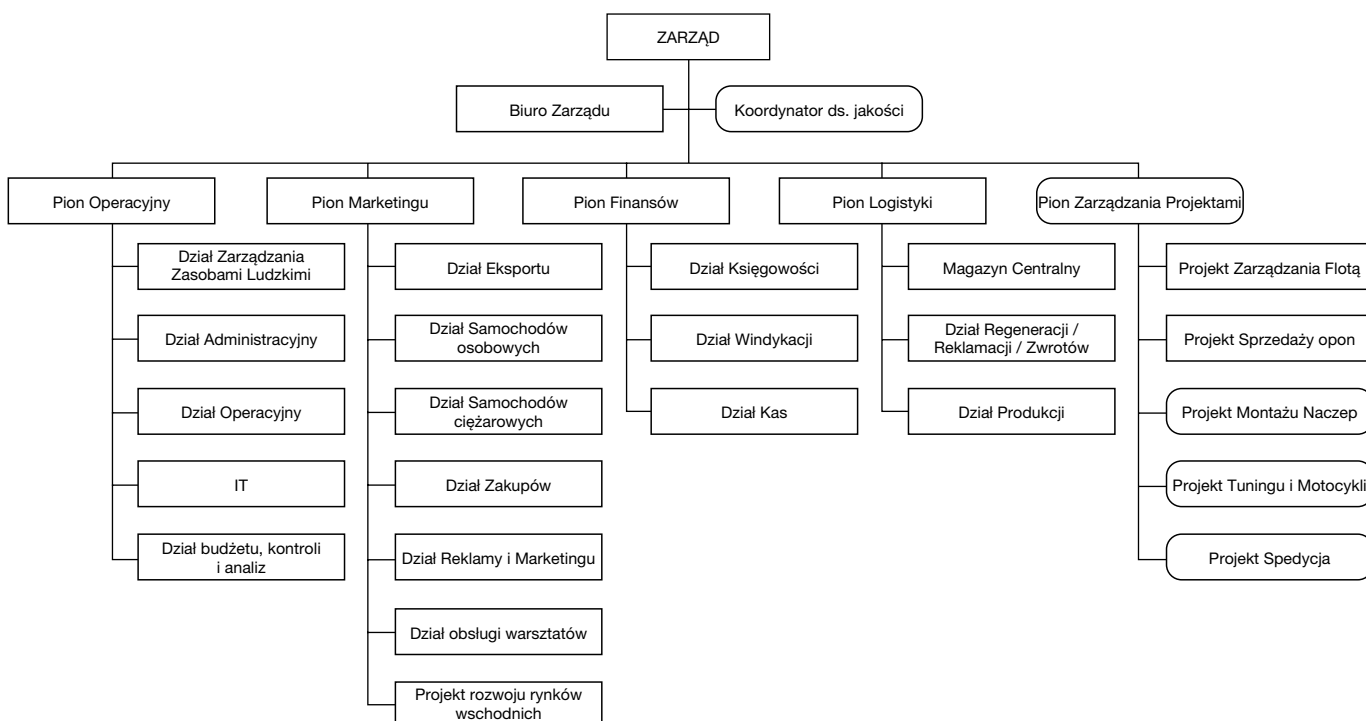 ZARZĄD
Biuro Zarządu
Koordynator ds. jakości
Pion Operacyjny
Pion Marketingu
Pion Finansów
Pion Logistyki
Pion Zarządzania Projektami
Dział Zarządzania
Zasobami Ludzkimi
Dział Administracyjny
Dział Operacyjny
IT
Dział budżetu, kontroli
i analiz
Dział Eksportu
Dział Samochodów
osobowych
Dział Samochodów
ciężarowych
Dział Zakupów
Dział Reklamy i Marketingu
Dział obsługi warsztatów
Projekt rozwoju rynków
wschodnich
Dział Księgowości
Dział Windykacji
Dział Kas
Magazyn Centralny
Dział Regeneracji /
Reklamacji / Zwrotów
Dział Produkcji
Projekt Zarządzania Flotą
Projekt Sprzedaży opon
Projekt Montażu Naczep
Projekt Tuningu i Motocykli
Projekt Spedycja